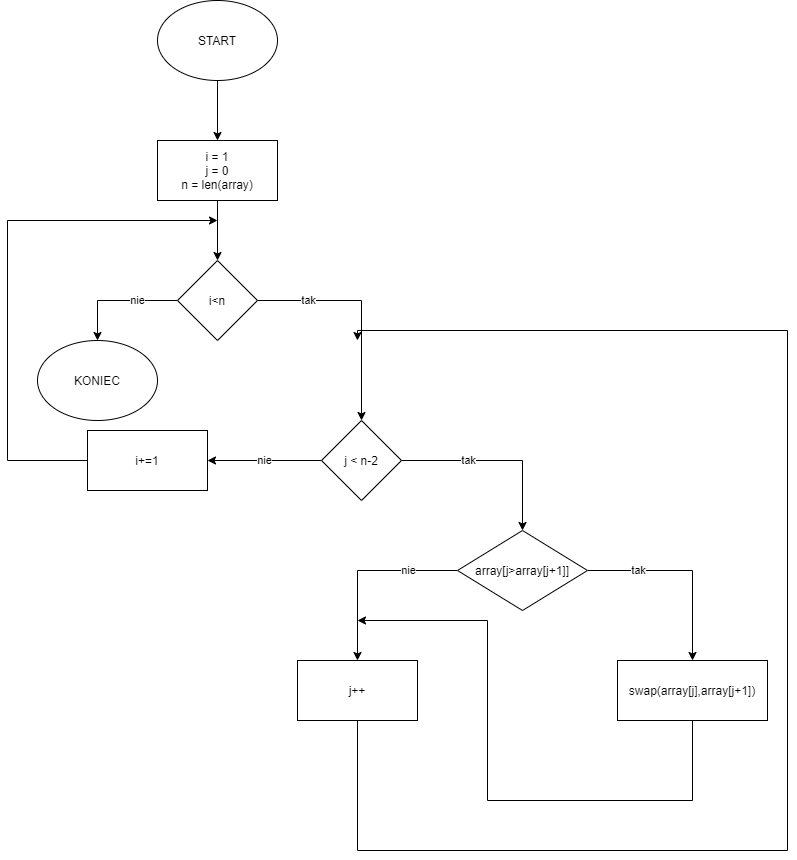 START
i = 1
j = 0
n = len(array)
i<n
nie
tak
KONIEC
i+=1
nie
j < n-2
tak
array[j>array[j+1]]
nie
tak
j++
swap(array[j],array[j+1])